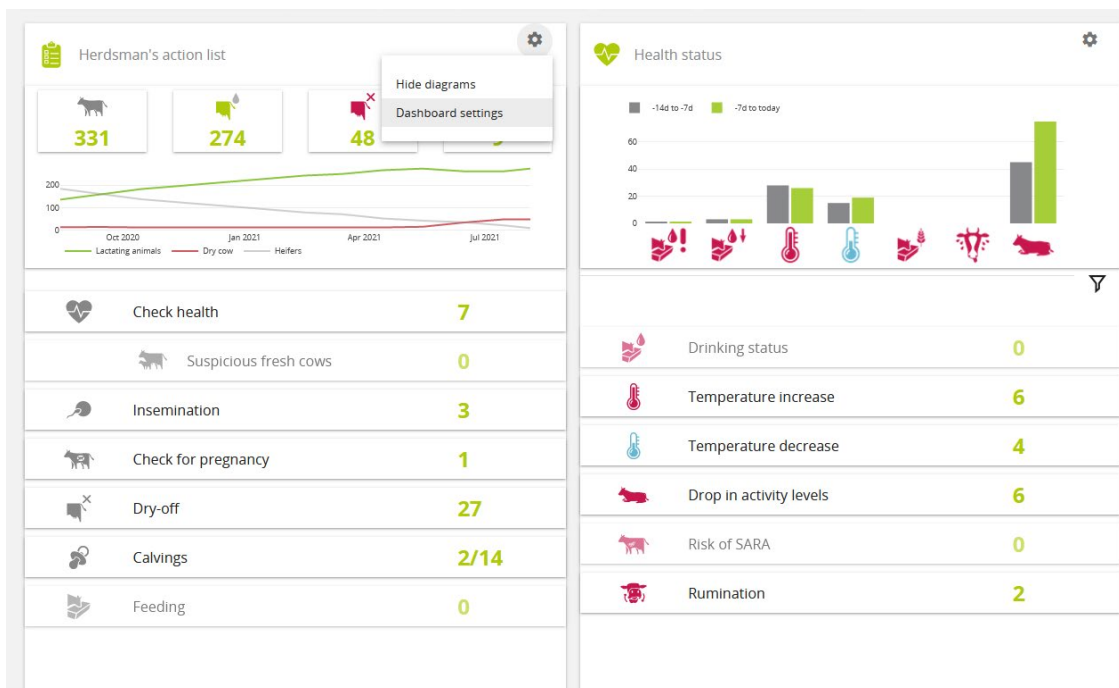 Herdsman's action list
Hide diagrams
Dashboard settings
331
274
48
200
100
0
Oct 2020
Jan 2021
Apr 2021
Jul 2021
Lactating animals
Dry cow
Heifers
Check health 7
Suspicious fresh cows 0
Insemination 3
Check for pregnancy 1
Dry-off 27
Calvings 2/14
Feeding 0
Health status
-14d to -7d
-7d to today
60
40
20
0
Drinking status 0
Temperature increase 6
Temperature decrease 4
Drop in activity levels 6
Risk of SARA 0
Rumination 2